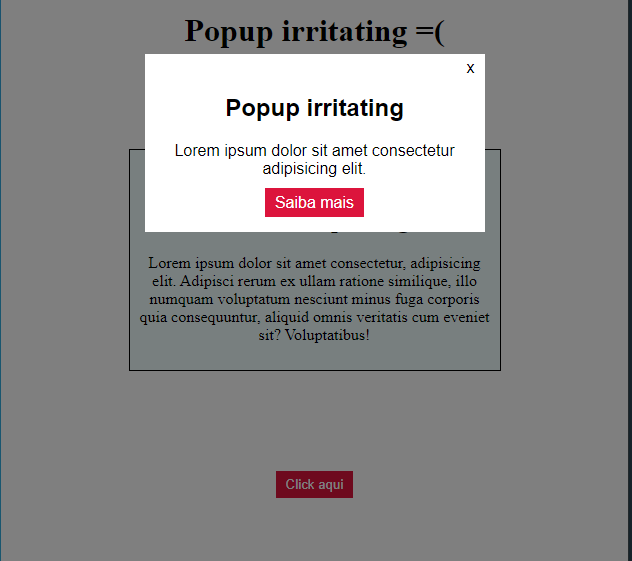 Popup irritating =(
x
Popup irritating
Lorem ipsum dolor sit amet consectetur
adipisicing elit.
Saiba mais
Lorem ipsum dolor sit amet consectetur, adipisicing
elit. Adipisci rerum ex ullam ratione similique, illo
numquam voluptatum nesciunt minus fuga corporis
quia consequuntur, aliquid omnis veritatis cum eveniet
sit? Voluptatibus!
Click aqui